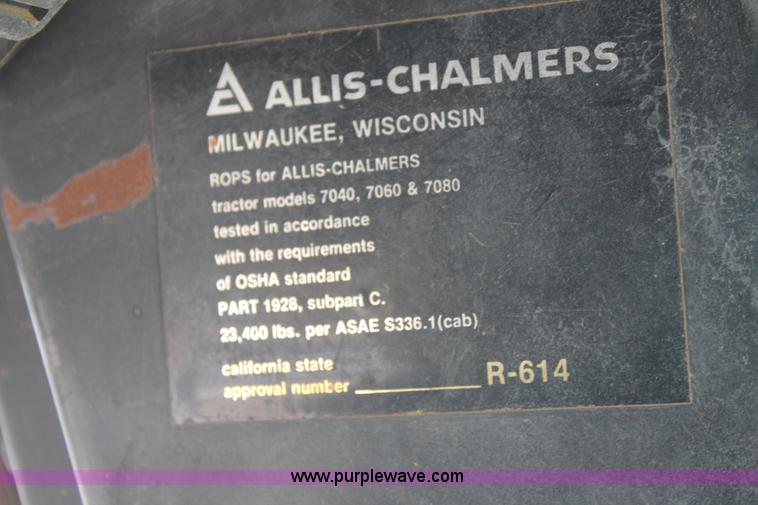 ALLIS-CHALMERS
MILWAUKEE, WISCONSIN
ROPS for ALLIS-CHALMERS
tractor models 7040, 7060 & 7080
tested in accordance
with the requirements
of OSHA standard
PART 1928, subpart C.
23,400 lbs. per ASAE S336.1(cab)
california state
approval number ____________ R-614
www.purplewave.com